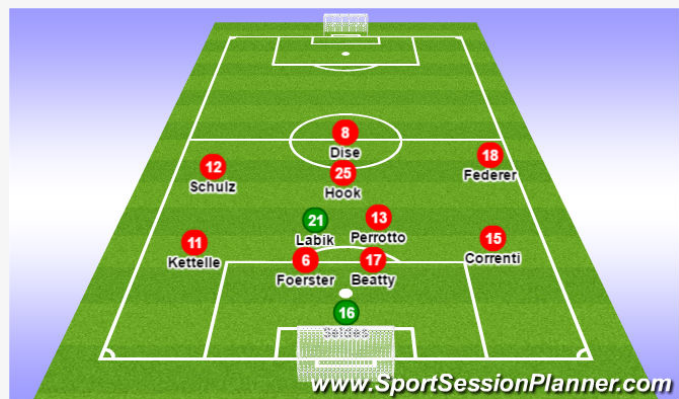 8
Dise
12
Schulz
25
Hook
18
Federer
21
Labik
13
Perrotto
11
Kettelle
15
Correnti
6
Foerster
17
Beatty
16
Seldes
www.SportSessionPlanner.com